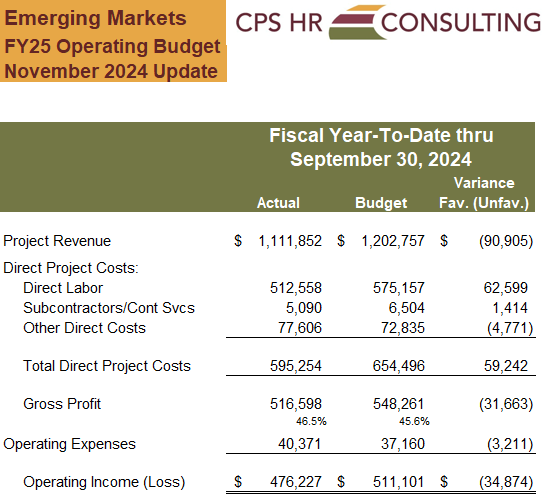 Emerging Markets
FY25 Operating Budget
November 2024 Update
CPS HR CONSULTING
Fiscal Year-To-Date thru
September 30, 2024
Variance
Actual Budget Fav. (Unfav.)
Project Revenue $ 1,111,852 $ 1,202,757 $ (90,905)
Direct Project Costs:
Direct Labor 512,558 575,157 62,599
Subcontractors/Cont Svcs 5,090 6,504 1,414
Other Direct Costs 77,606 72,835 (4,771)
Total Direct Project Costs 595,254 654,496 59,242
Gross Profit 516,598 548,261 (31,663)
46.5% 45.6%
Operating Expenses 40,371 37,160 (3,211)
Operating Income (Loss) $ 476,227 $ 511,101 $ (34,874)